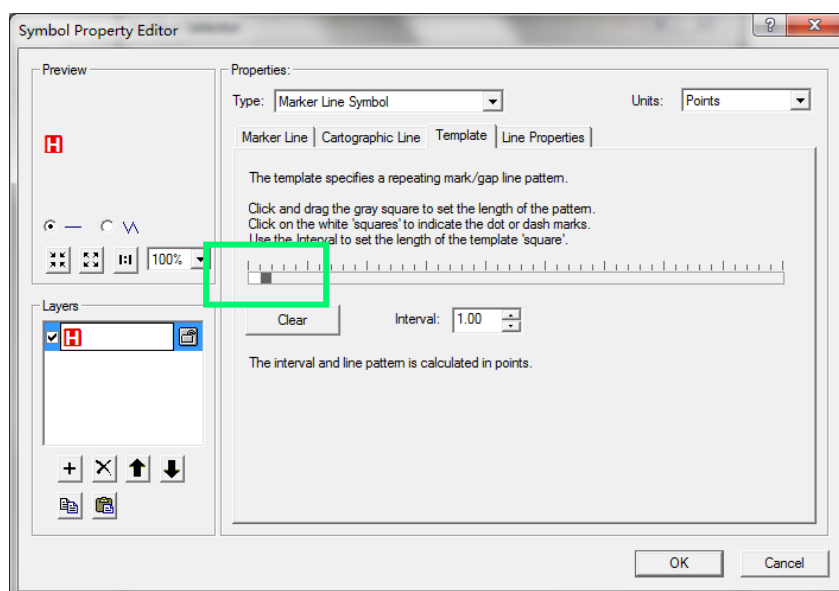 Symbol Property Editor
Preview
H
100%
Layers
H
Properties:
Type: Marker Line Symbol
Units: Points
Marker Line Cartographic Line Template Line Properties
The template specifies a repeating mark/gap line pattern.
Click and drag the gray square to set the length of the pattern.
Click on the white 'squares' to indicate the dot or dash marks.
Use the Interval to set the length of the template 'square'.
Clear
Interval: 1.00
The interval and line pattern is calculated in points.
OK Cancel